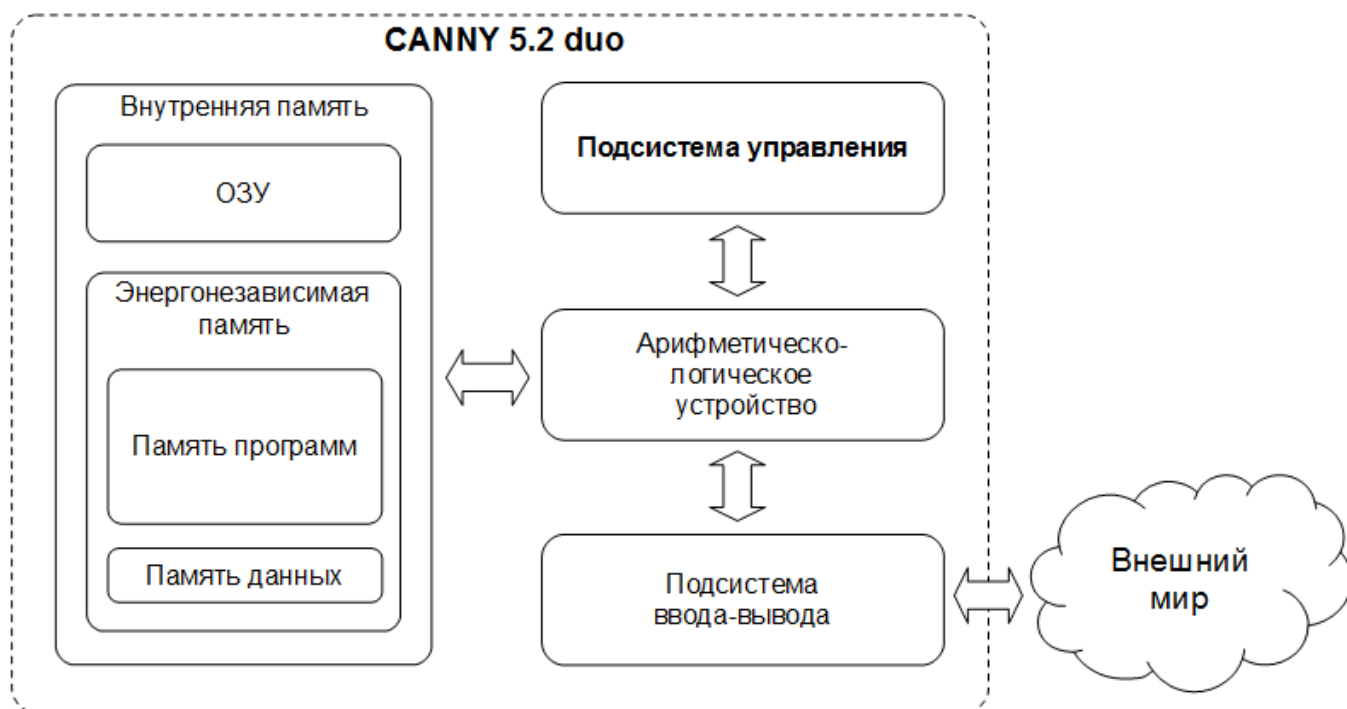 CANNY 5.2 duo
Внутренняя память
ОЗУ
Энергонезависимая
память
Память программ
Память данных
Подсистема управления
Арифметическо-
логическое
устройство
Подсистема
ввода-вывода
Внешний
мир